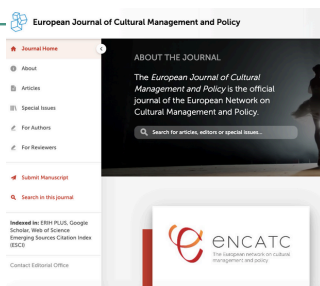 European Journal of Cultural Management and Policy
Journal Home
About
Articles
Special Issues
For Authors
For Reviewers
Submit Manuscript
Search in this journal
Indexed in: ERIH PLUS, Google
Scholar, Web of Science
Emerging Sources Citation Index
(ESCI)
Contact Editorial Office
ABOUT THE JOURNAL
The European Journal of Cultural
Management and Policy is the official
journal of the European Network on
Cultural Management and Policy.
Search for articles, editors or special issues...
encatc
The European network on cultural
management and policy